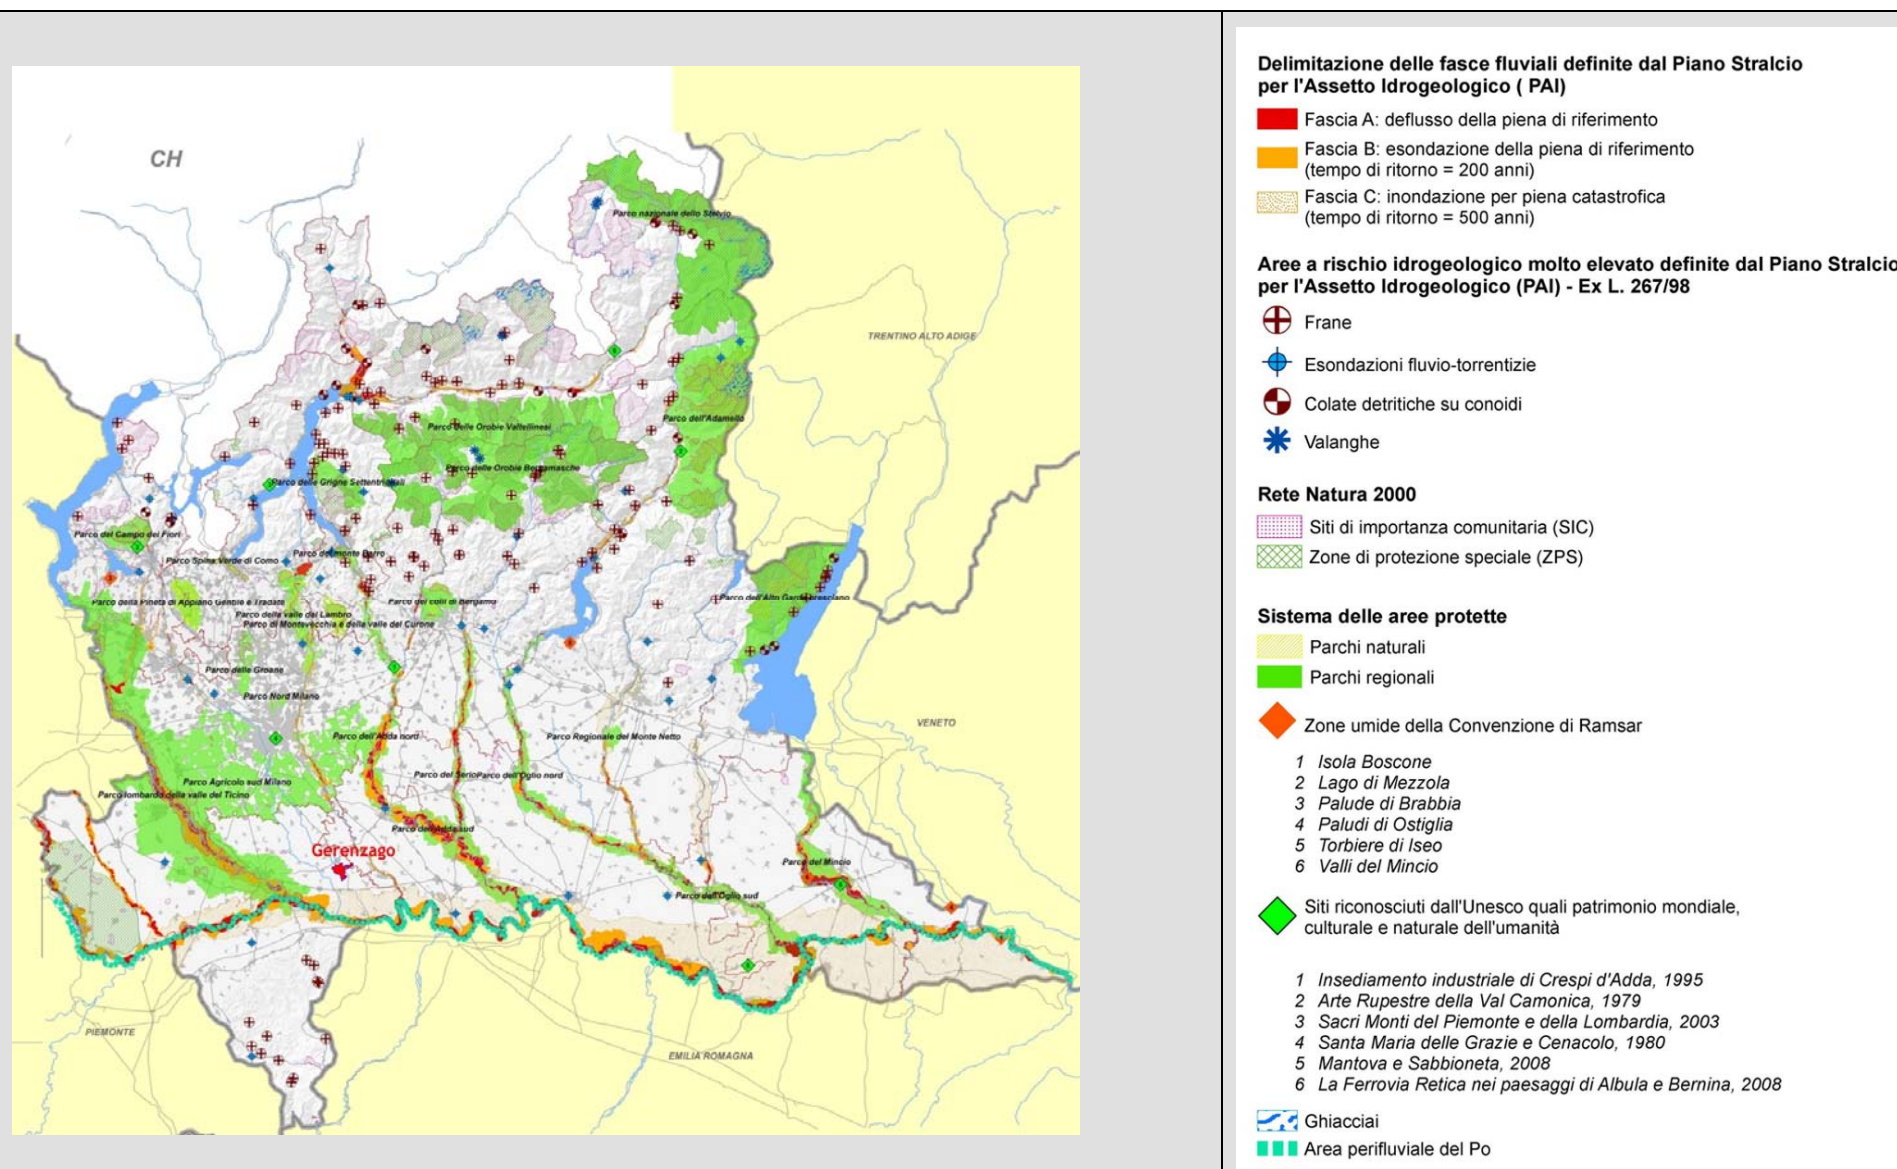 CH
Parco nazionale dello Stelvio
TRENTINO ALTO ADIGE
Parco dell'Adamello
Parco delle Orobie Valtellinesi
Parco delle Orobie Bergamasche
Parco delle Grigne Settentrionali
Parco del Campo dei Fiori
Parco del monte Barro
Parco Spina Verde di Como
Parco dell'Alto Garda Bresciano
Parco della Pineta di Appiano Gentile e Tradate
Parco dei colli di Bergamo
Parco della valle del Lambro
Parco di Montevecchia e della valle del Curone
Parco delle Groane
Parco Nord Milano
VENETO
Parco dell'Adda nord
Parco Regionale del Monte Netto
Parco del Serio
Parco dell'Oglio nord
Parco Agricolo sud Milano
Parco lombardo della valle del Ticino
Parco dell'Adda sud
Gerenzago
Parco del Mincio
Parco dell'Oglio sud
PIEMONTE
EMILIA ROMAGNA
Delimitazione delle fasce fluviali definite dal Piano Stralcio
per l'Assetto Idrogeologico ( PAI)
Fascia A: deflusso della piena di riferimento
Fascia B: esondazione della piena di riferimento
(tempo di ritorno = 200 anni)
Fascia C: inondazione per piena catastrofica
(tempo di ritorno = 500 anni)
Aree a rischio idrogeologico molto elevato definite dal Piano Stralcio
per l'Assetto Idrogeologico (PAI) - Ex L. 267/98
Frane
Esondazioni fluvio-torrentizie
Colate detritiche su conoidi
Valanghe
Rete Natura 2000
Siti di importanza comunitaria (SIC)
Zone di protezione speciale (ZPS)
Sistema delle aree protette
Parchi naturali
Parchi regionali
Zone umide della Convenzione di Ramsar
1 Isola Boscone
2 Lago di Mezzola
3 Palude di Brabbia
4 Paludi di Ostiglia
5 Torbiere di Iseo
6 Valli del Mincio
Siti riconosciuti dall'Unesco quali patrimonio mondiale,
culturale e naturale dell'umanità
1 Insediamento industriale di Crespi d'Adda, 1995
2 Arte Rupestre della Val Camonica, 1979
3 Sacri Monti del Piemonte e della Lombardia, 2003
4 Santa Maria delle Grazie e Cenacolo, 1980
5 Mantova e Sabbioneta, 2008
6 La Ferrovia Retica nei paesaggi di Albula e Bernina, 2008
Ghiacciai
Area perifluviale del Po